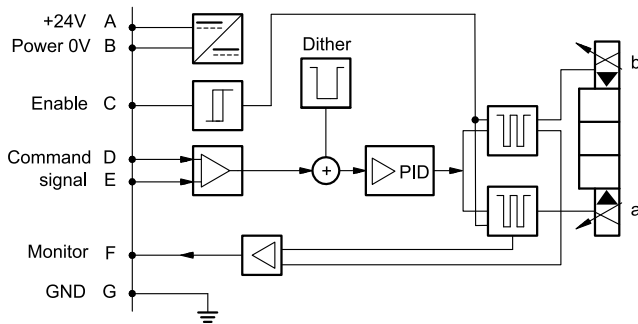 +24V A
Power 0V B
Dither
b
Enable C
Command D
signal E
+
PID
a
Monitor F
GND G